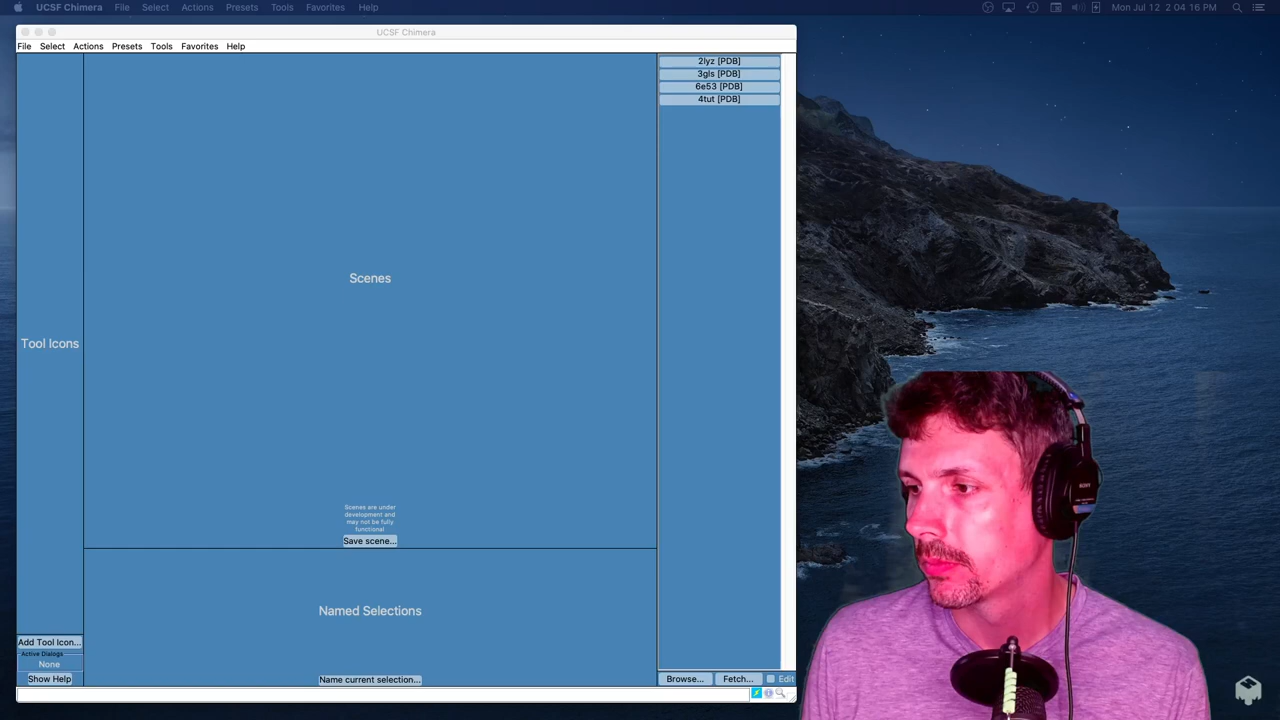 UCSF Chimera File Select Actions Presets Tools Favorites Help Mon Jul 12 2:04:16 PM
UCSF Chimera
File Select Actions Presets Tools Favorites Help
2lyz [PDB]
3gls [PDB]
6e53 [PDB]
4tut [PDB]
Scenes
Tool Icons
Scenes are under
development and
may not be fully
functional
Save scene...
Named Selections
Add Tool Icon...
Active Dialogs
None
Show Help
Name current selection...
Browse... Fetch... Edit
SONY